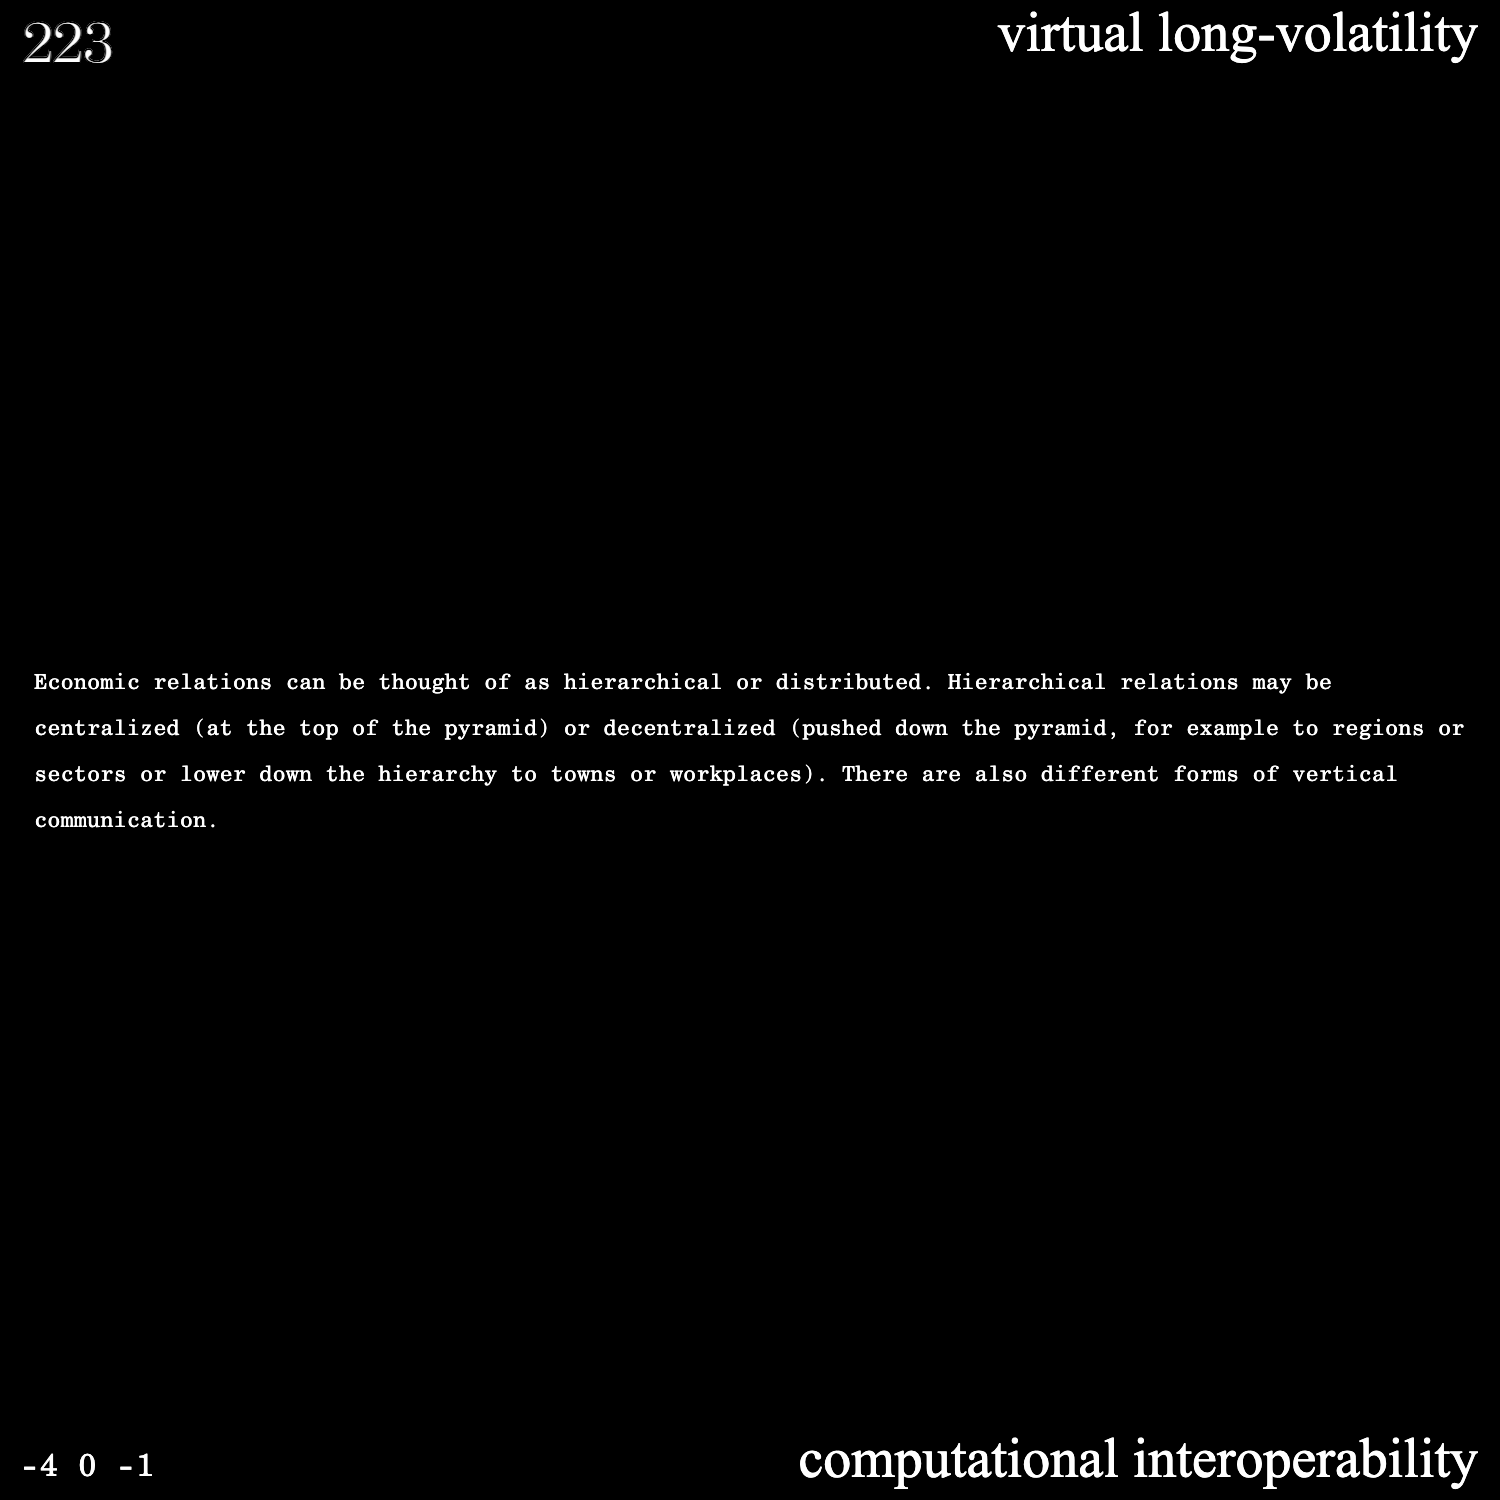 223
virtual long-volatility
Economic relations can be thought of as hierarchical or distributed. Hierarchical relations may be
centralized (at the top of the pyramid) or decentralized (pushed down the pyramid, for example to regions or
sectors or lower down the hierarchy to towns or workplaces). There are also different forms of vertical
communication.
-4 0 -1
computational interoperability